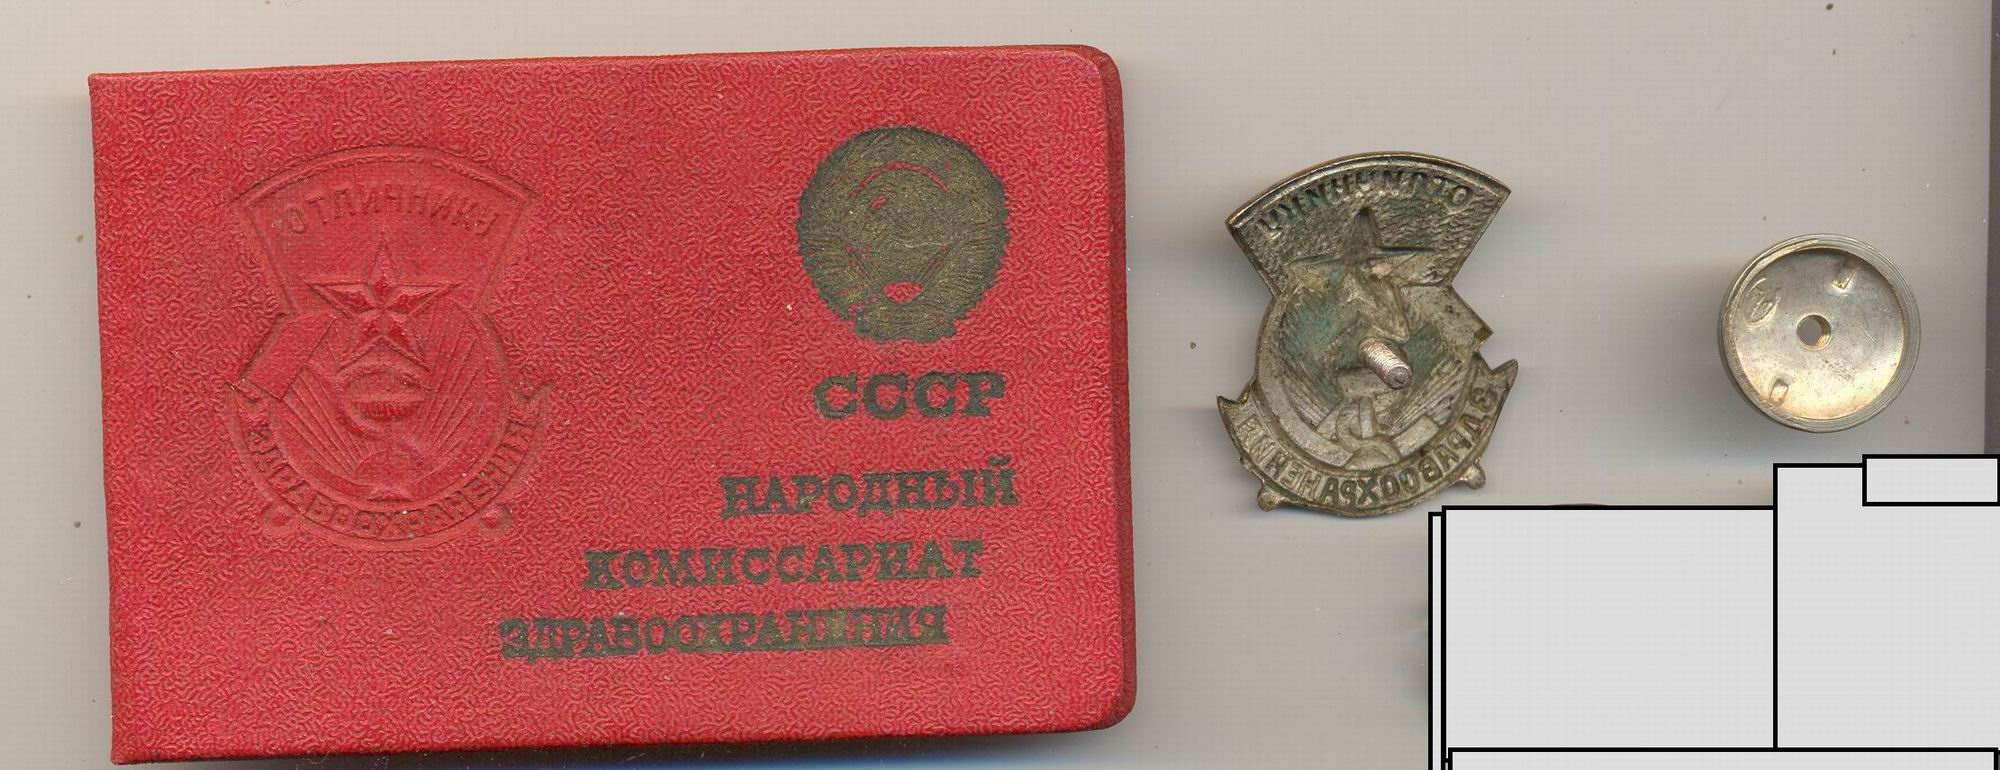 ОТЛИЧНИКУ
ЗДРАВООХРАНЕНИЯ
СССР
НАРОДНЫЙ
КОМИССАРИАТ
ЗДРАВООХРАНЕНИЯ
ОТЛИЧНИКУ
ЗДРАВООХРАНЕНИЯ